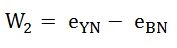 W₂ = e_YN − e_BN